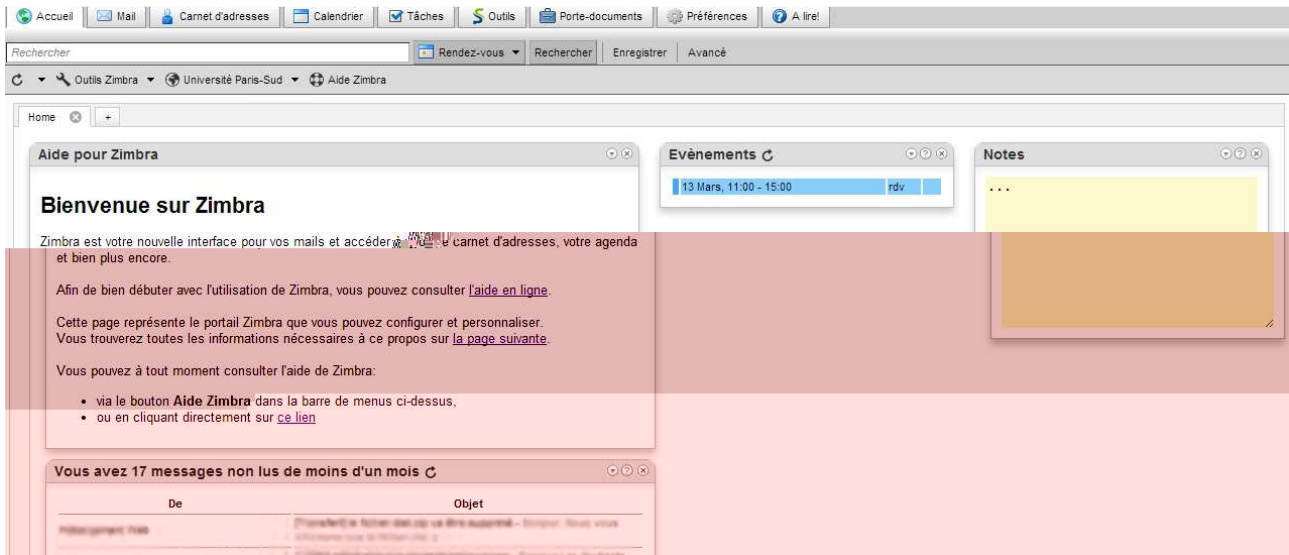 Accueil Mail Carnet d'adresses Calendrier Tâches Outils Porte-documents Préférences A lire!
Rechercher Rendez-vous Rechercher Enregistrer Avancé
Outils Zimbra Université Paris-Sud Aide Zimbra
Home +
Aide pour Zimbra
Bienvenue sur Zimbra
Zimbra est votre nouvelle interface pour vos mails et accéder à carnet d'adresses, votre agenda
et bien plus encore.
Afin de bien débuter avec l'utilisation de Zimbra, vous pouvez consulter l'aide en ligne.
Cette page représente le portail Zimbra que vous pouvez configurer et personnaliser.
Vous trouverez toutes les informations nécessaires à ce propos sur la page suivante.
Vous pouvez à tout moment consulter l'aide de Zimbra:
• via le bouton Aide Zimbra dans la barre de menus ci-dessus,
• ou en cliquant directement sur ce lien
Vous avez 17 messages non lus de moins d'un mois
De Objet
Evènements
13 Mars, 11:00 - 15:00 rdv
Notes
...